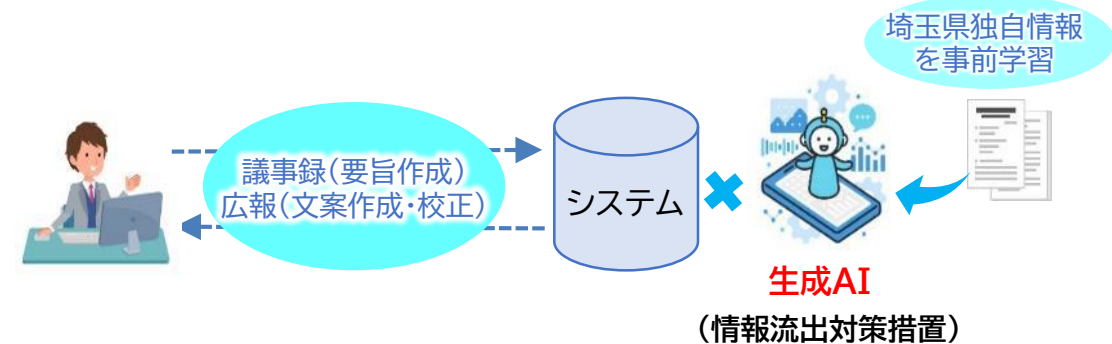 埼玉県独自情報
を事前学習
議事録(要旨作成)
広報(文案作成・校正)
システム
生成AI
(情報流出対策措置)